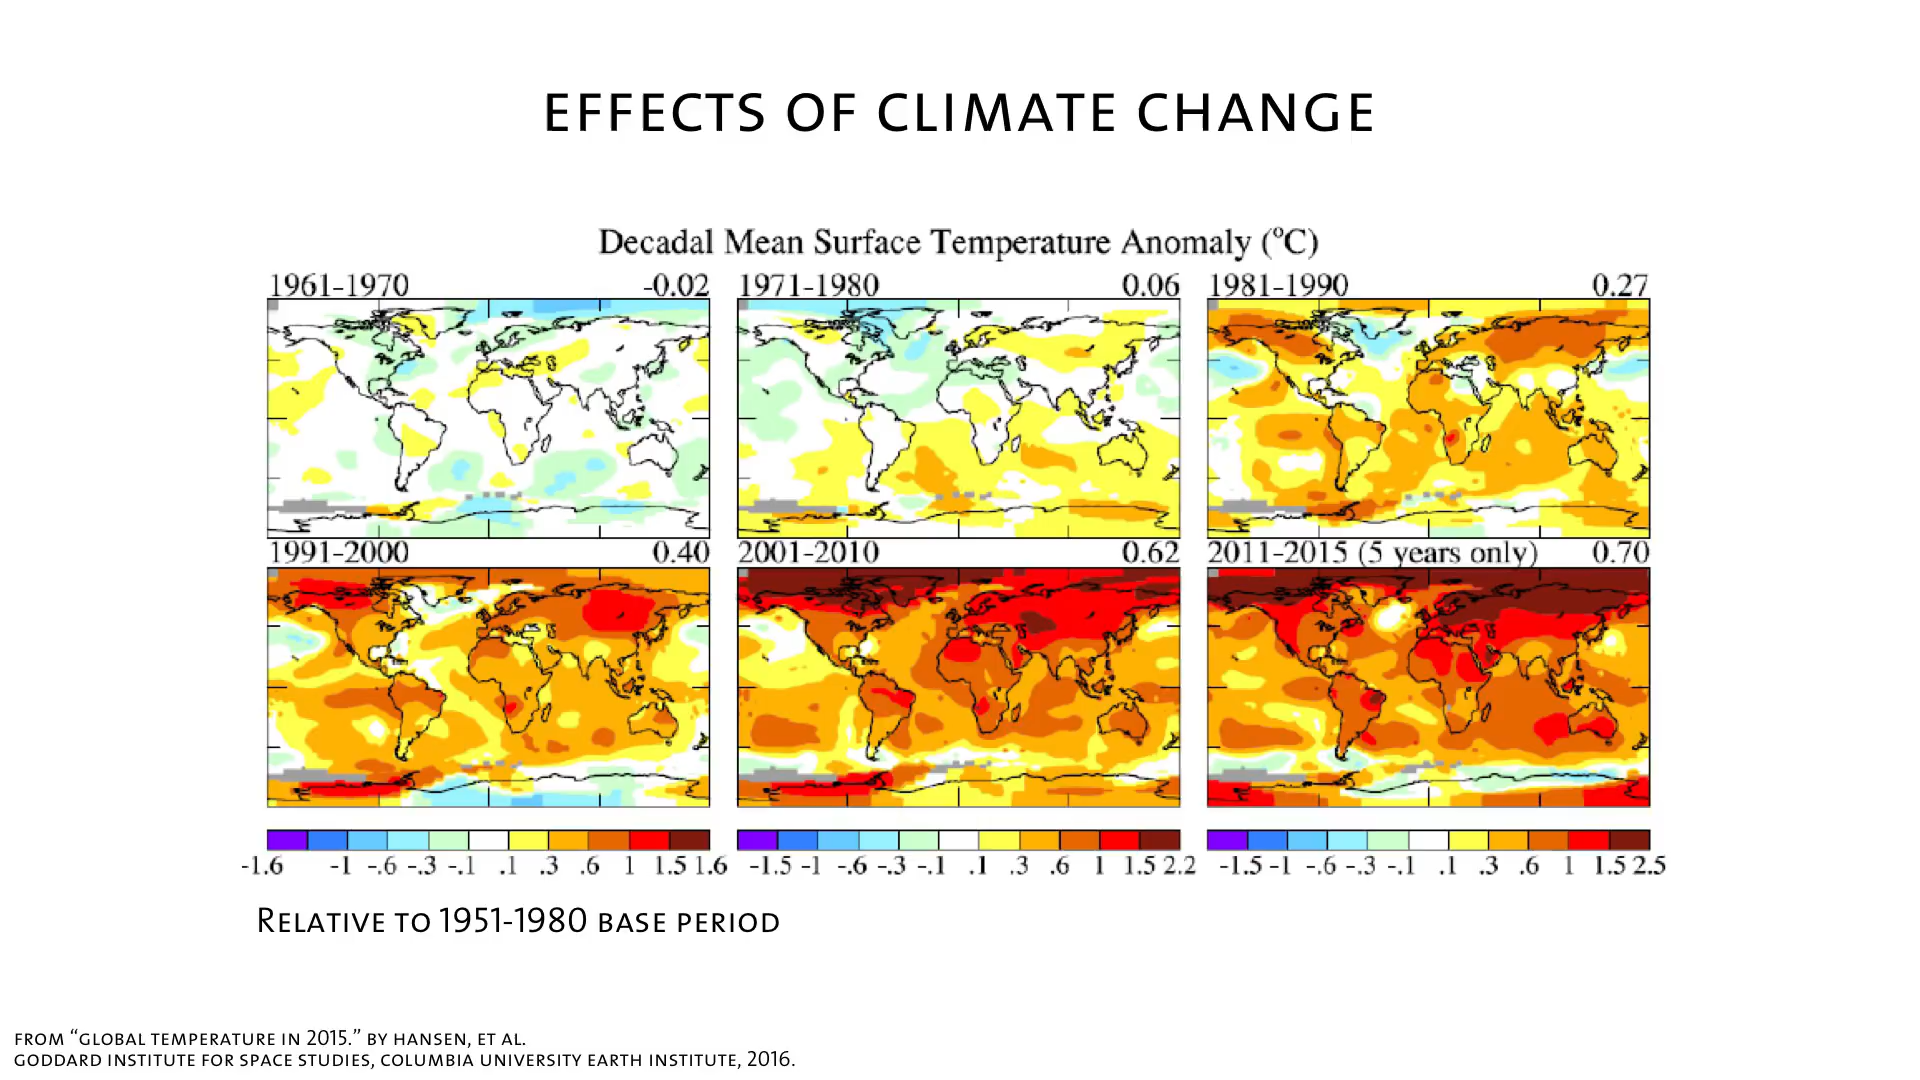 EFFECTS OF CLIMATE CHANGE
Decadal Mean Surface Temperature Anomaly (°C)
1961-1970 -0.02 1971-1980 0.06 1981-1990 0.27
1991-2000 0.40 2001-2010 0.62 2011-2015 (5 years only) 0.70
-1.6 -1 -.6 -.3 -.1 .1 .3 .6 1 1.5 1.6 -1.5 -1 -.6 -.3 -.1 .1 .3 .6 1 1.5 2.2 -1.5 -1 -.6 -.3 -.1 .1 .3 .6 1 1.5 2.5
RELATIVE TO 1951-1980 BASE PERIOD
FROM “GLOBAL TEMPERATURE IN 2015.” BY HANSEN, ET AL.
GODDARD INSTITUTE FOR SPACE STUDIES, COLUMBIA UNIVERSITY EARTH INSTITUTE, 2016.